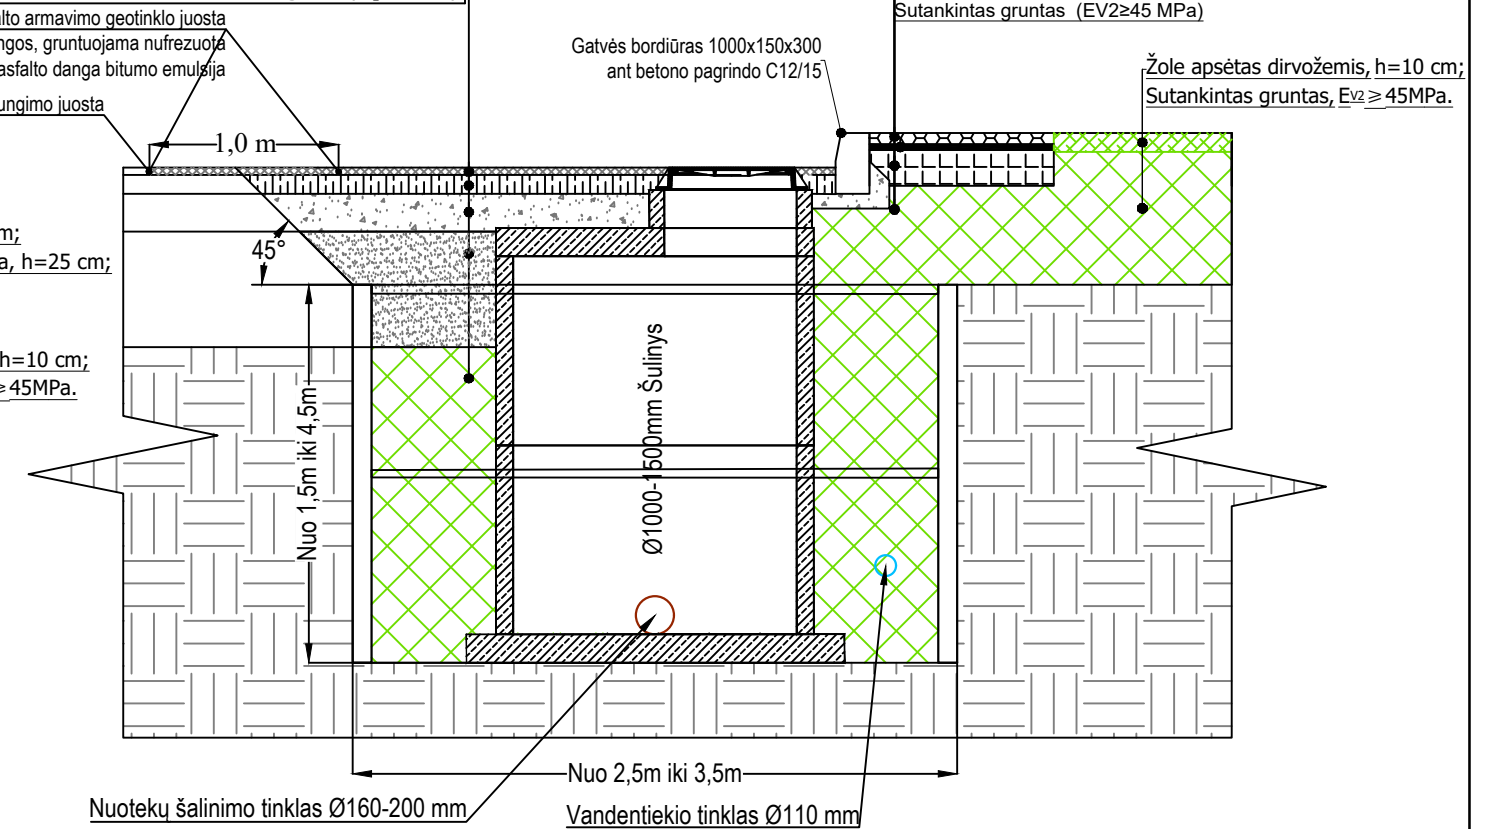 lto armavimo geotinklo juosta
ngos, gruntuojama nufrezuota
asfalto danga bitumo emulsija
ungimo juosta
1,0 m
Gatvės bordiūras 1000x150x300
ant betono pagrindo C12/15
Sutankintas gruntas (EV2≥45 MPa)
Žole apsėtas dirvožemis, h=10 cm;
Sutankintas gruntas, Ev2 ≥ 45MPa.
m;
a, h=25 cm;
45°
h=10 cm;
≥45MPa.
Nuo 1,5m iki 4,5m
Ø1000-1500mm Šulinys
Nuo 2,5m iki 3,5m
Nuotekų šalinimo tinklas Ø160-200 mm
Vandentiekio tinklas Ø110 mm